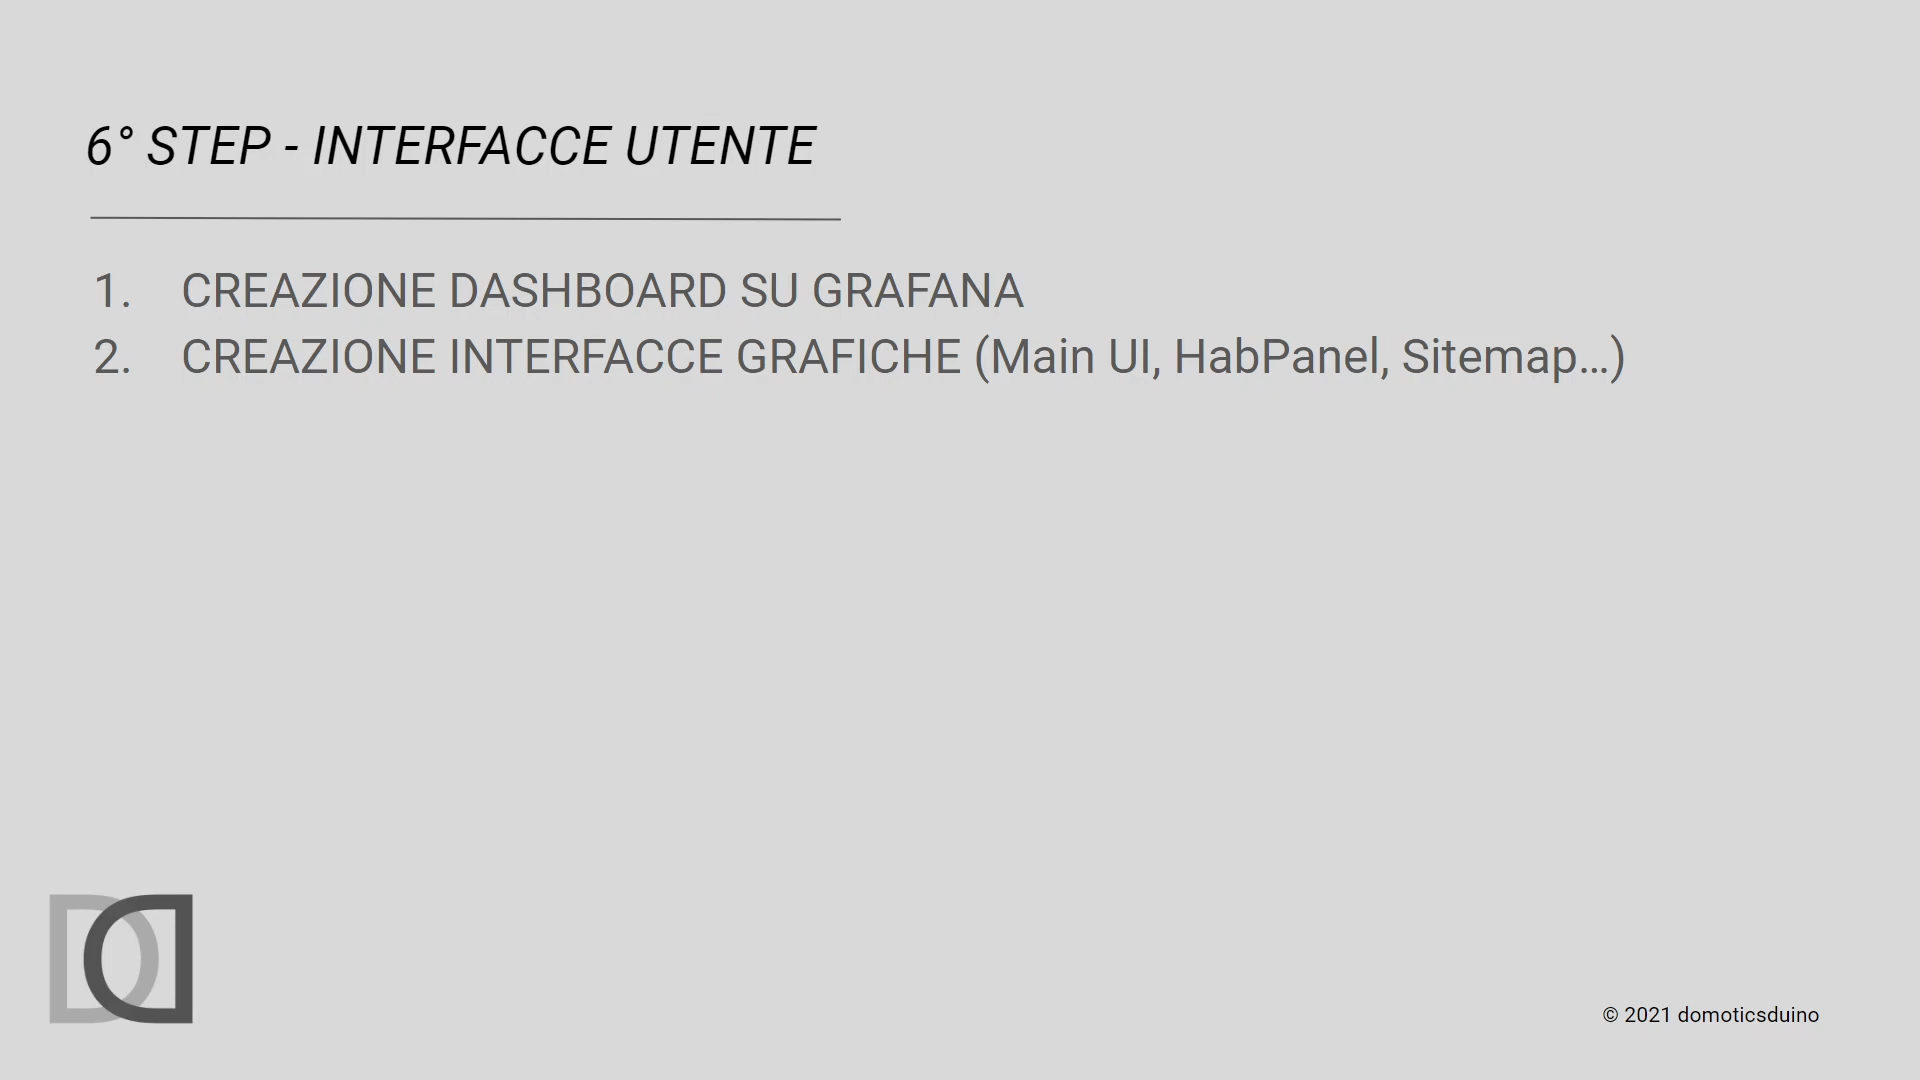 6° STEP - INTERFACCE UTENTE
1. CREAZIONE DASHBOARD SU GRAFANA
2. CREAZIONE INTERFACCE GRAFICHE (Main UI, HabPanel, Sitemap…)
© 2021 domoticsduino